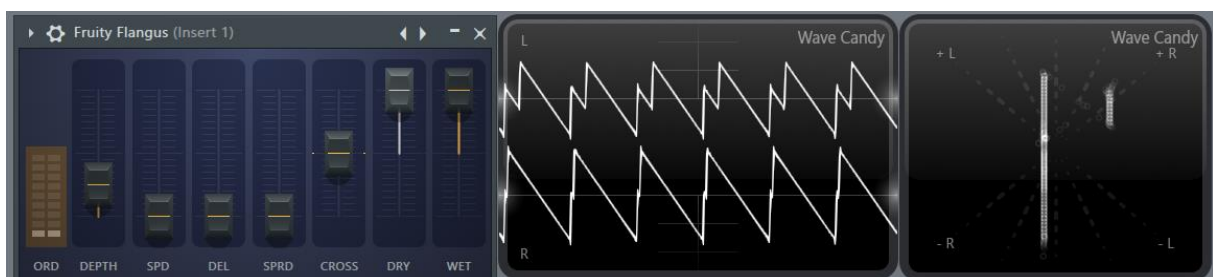 Fruity Flangus (Insert 1)
ORD DEPTH SPD DEL SPRD CROSS DRY WET
L Wave Candy
R
Wave Candy
+ L + R
- R - L